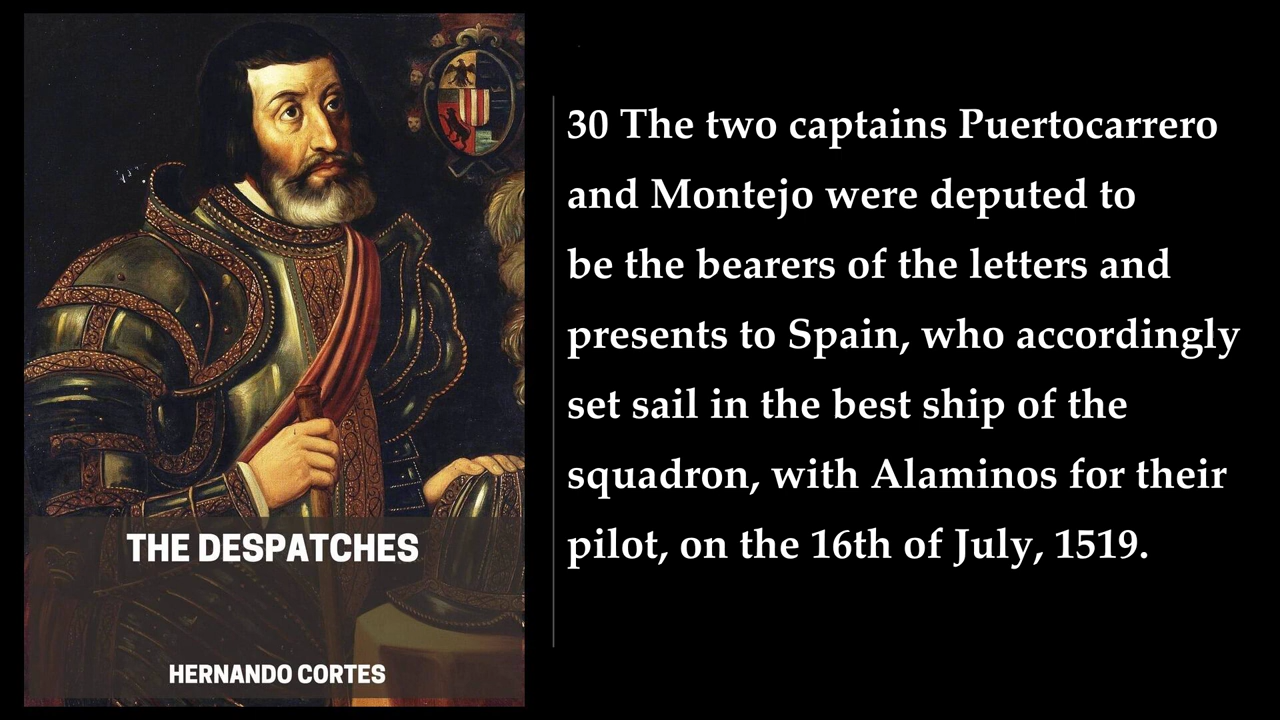 THE DESPATCHES
HERNANDO CORTES
30 The two captains Puertocarrero
and Montejo were deputed to
be the bearers of the letters and
presents to Spain, who accordingly
set sail in the best ship of the
squadron, with Alaminos for their
pilot, on the 16th of July, 1519.